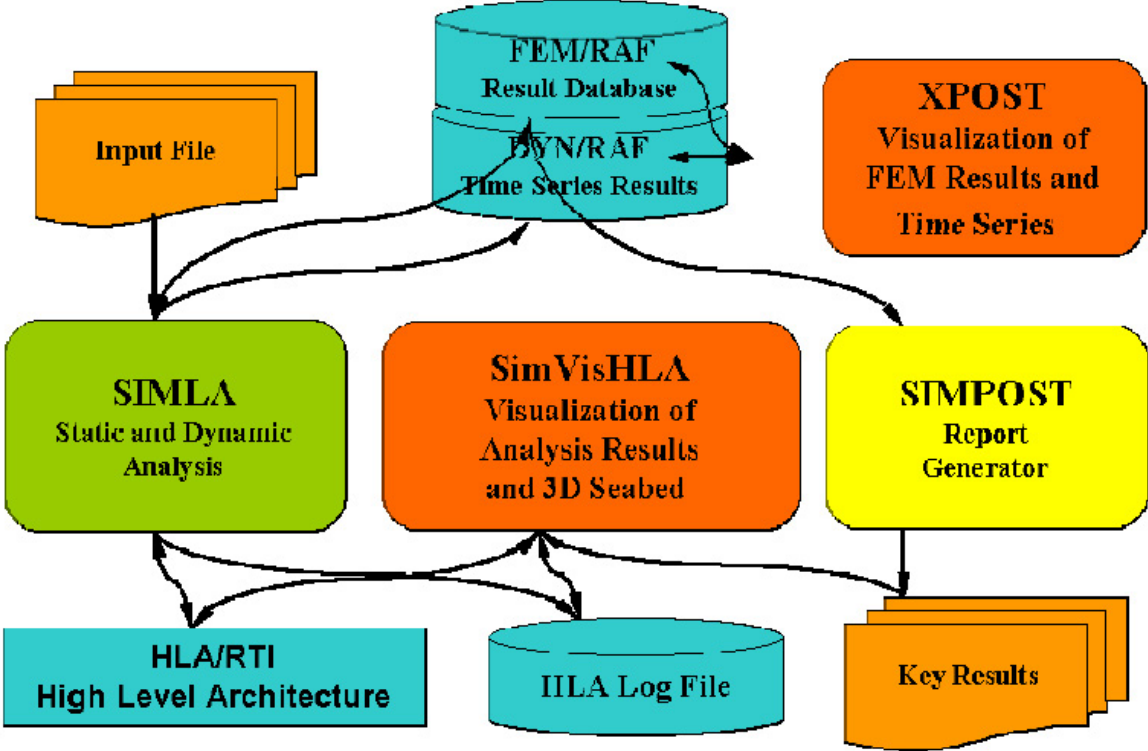 FEM/RAF
Result Database
DYN/RAF
Time Series Results
Input File
XPOST
Visualization of
FEM Results and
Time Series
SIMLA
Static and Dynamic
Analysis
SimVisHLA
Visualization of
Analysis Results
and 3D Seabed
SIMPOST
Report
Generator
HLA/RTI
High Level Architecture
HLA Log File
Key Results